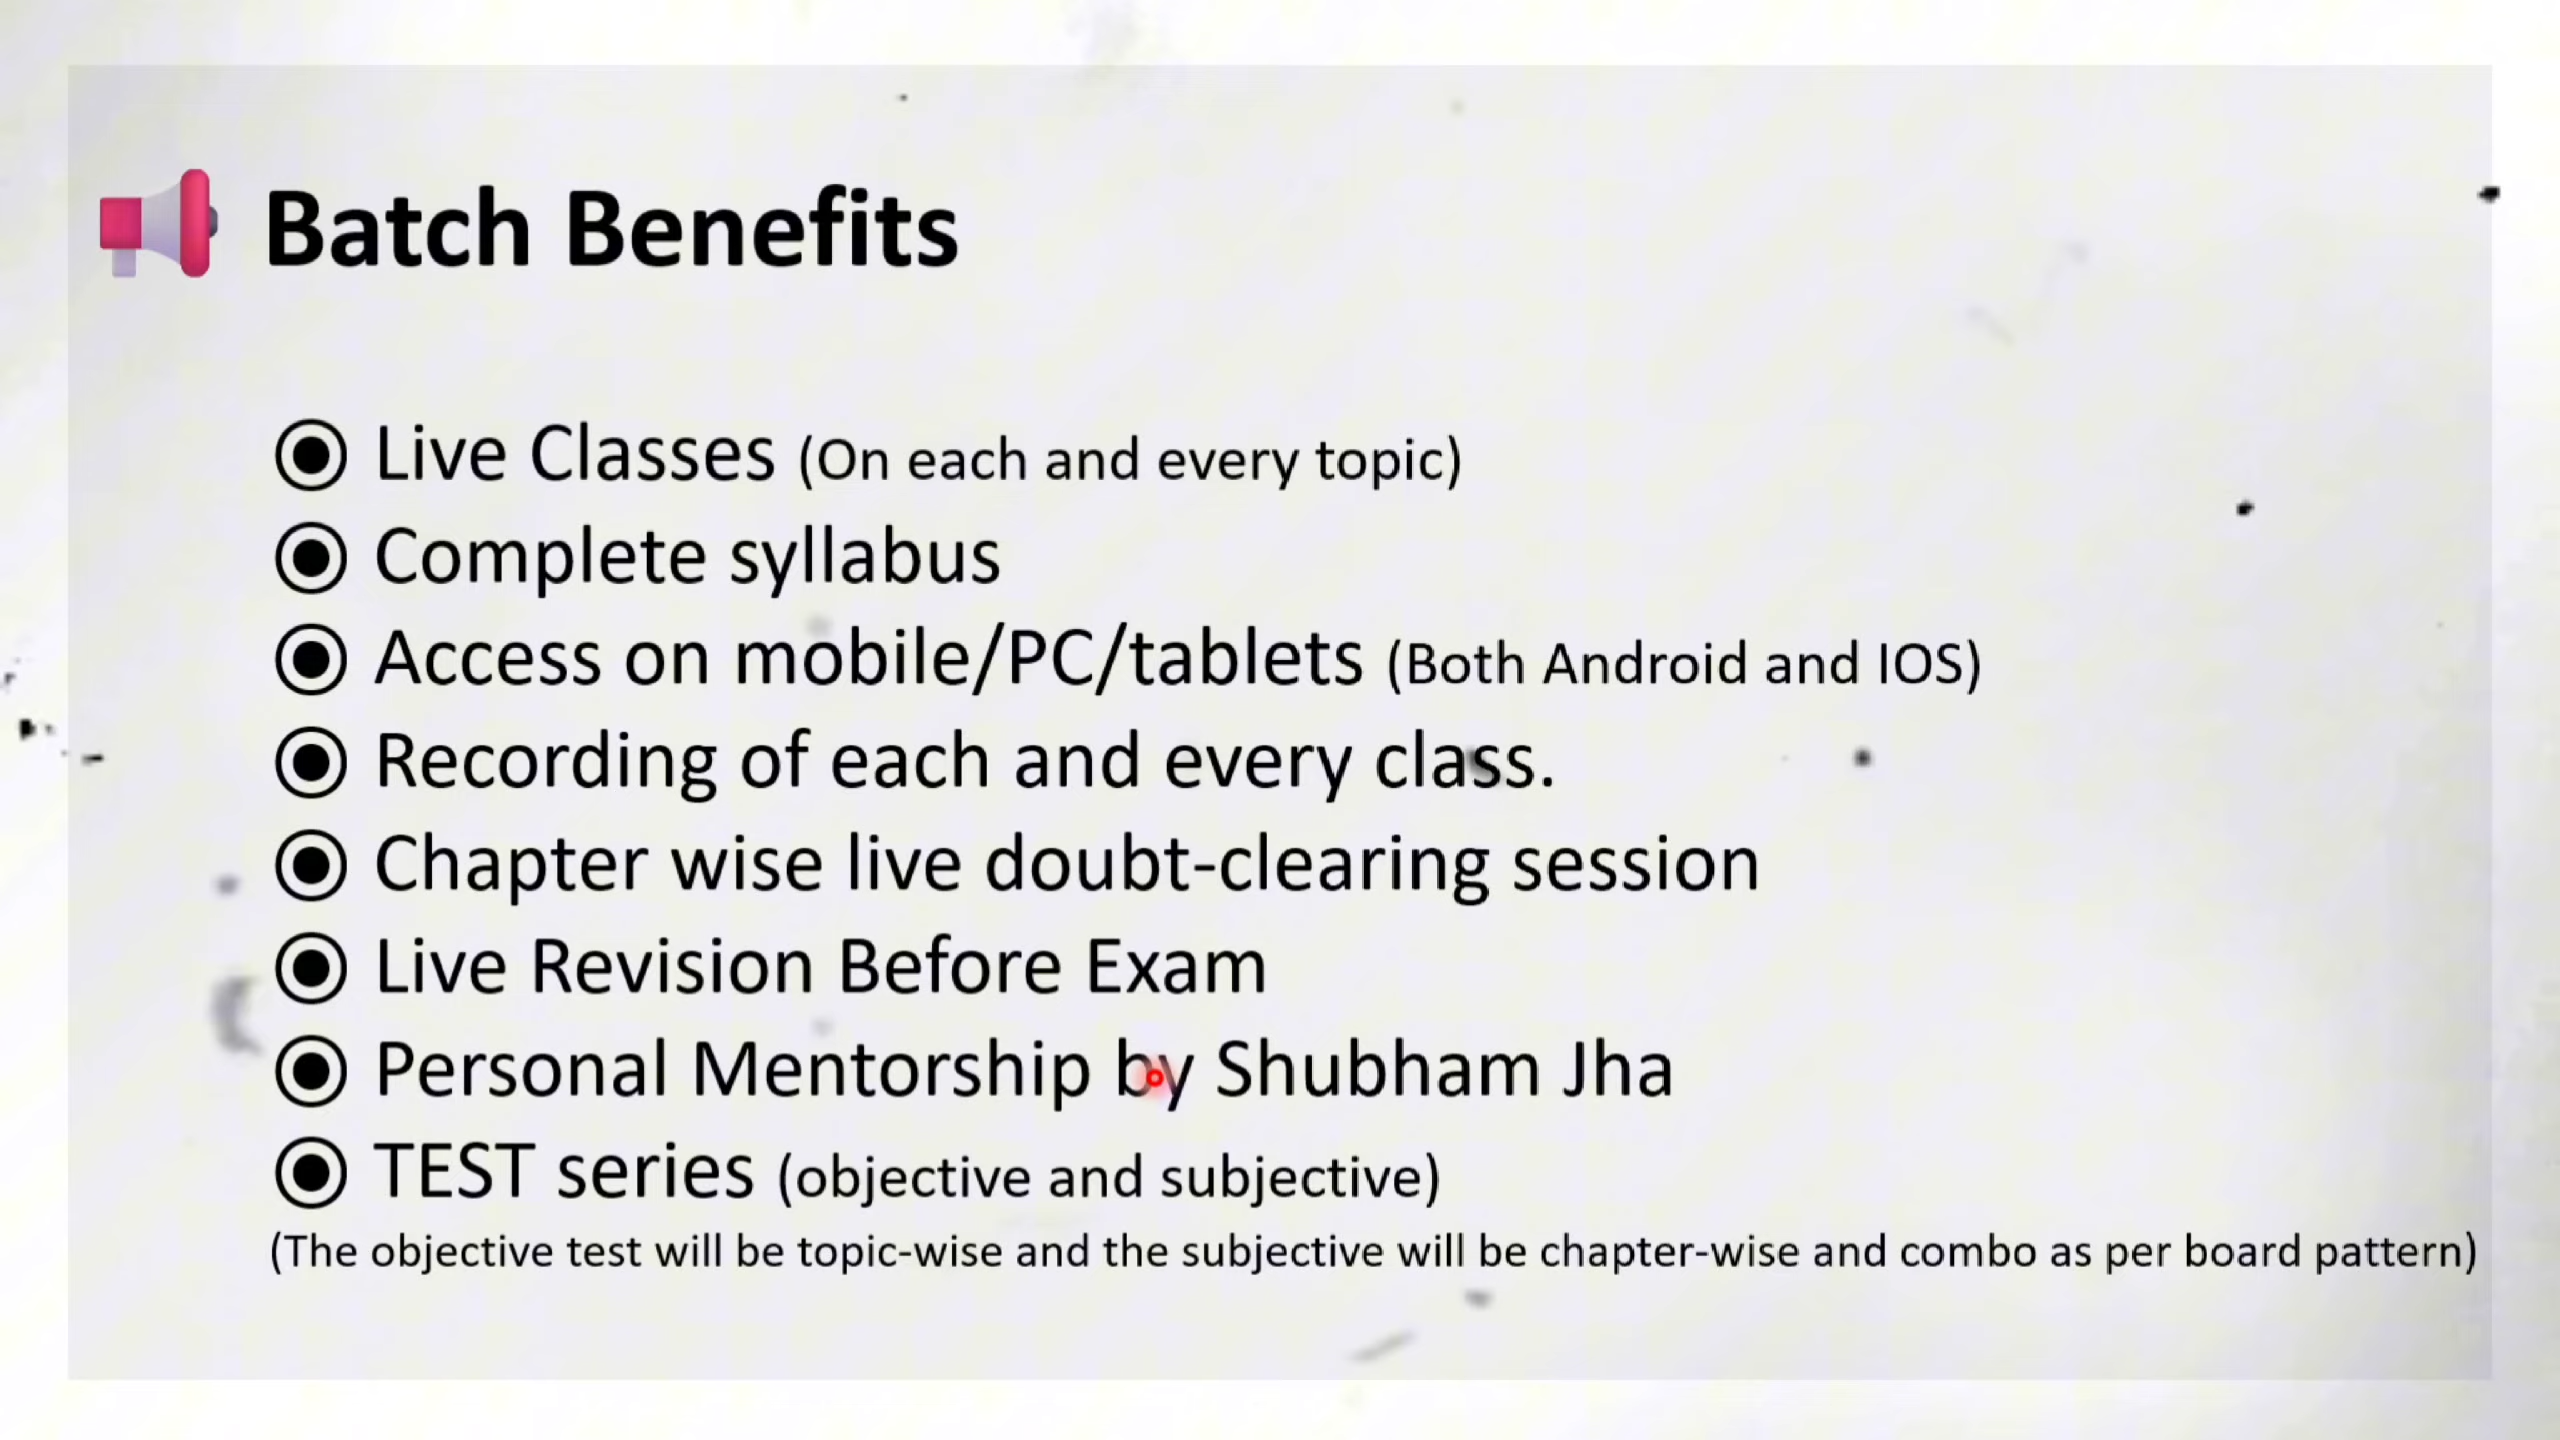 Batch Benefits
Live Classes (On each and every topic)
Complete syllabus
Access on mobile/PC/tablets (Both Android and IOS)
Recording of each and every class.
Chapter wise live doubt-clearing session
Live Revision Before Exam
Personal Mentorship by Shubham Jha
TEST series (objective and subjective)
(The objective test will be topic-wise and the subjective will be chapter-wise and combo as per board pattern)